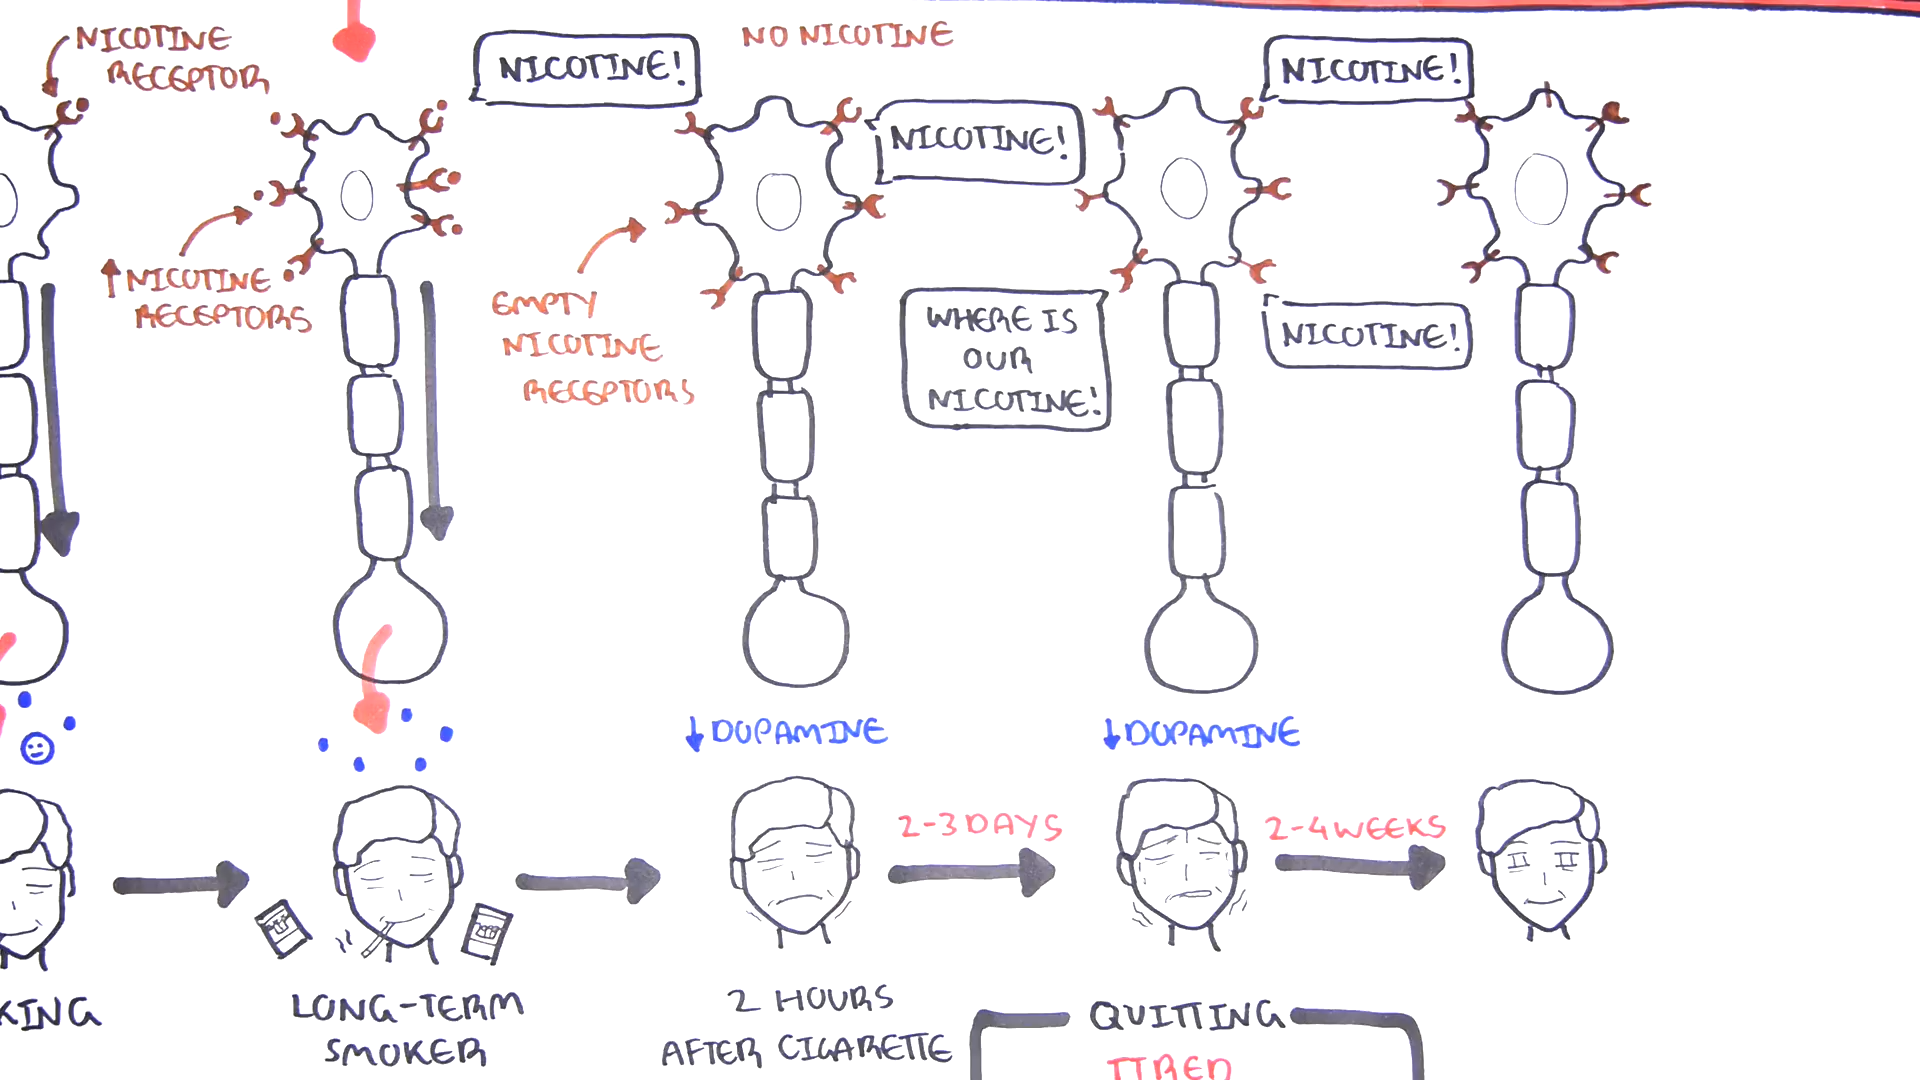 NICOTINE
RECEPTOR
↑NICOTINE
RECEPTORS
NICOTINE!
NO NICOTINE
NICOTINE!
EMPTY
NICOTINE
RECEPTORS
WHERE IS
OUR
NICOTINE!
NICOTINE!
NICOTINE!
↓DOPAMINE
↓DOPAMINE
2-3 DAYS
2-4 WEEKS
KING
LONG-TERM
SMOKER
2 HOURS
AFTER CIGARETTE
QUITTING
TIRED